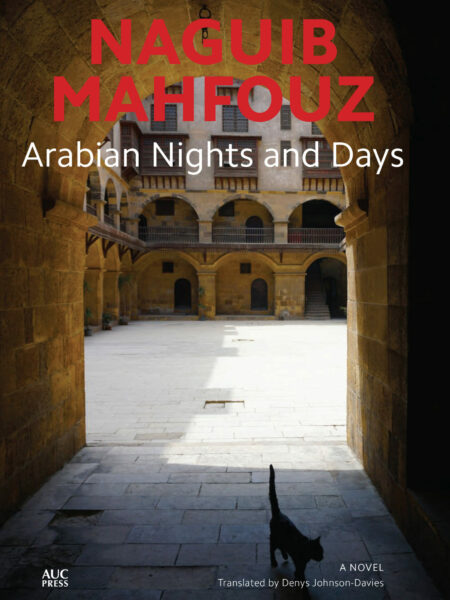 NAGUIB
MAHFOUZ
Arabian Nights and Days
A NOVEL
Translated by Denys Johnson-Davies
AUC
PRESS